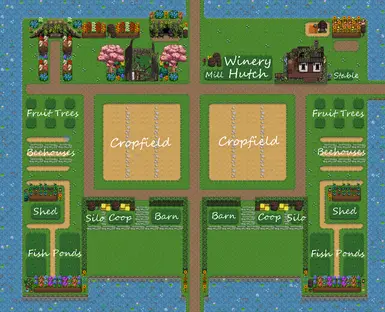 Winery
Mill Hutch Stable
Fruit Trees Fruit Trees
Cropfield Cropfield
Beehouses Beehouses
Shed Silo Coop Barn Barn Coop Silo Shed
Fish Ponds Fish Ponds